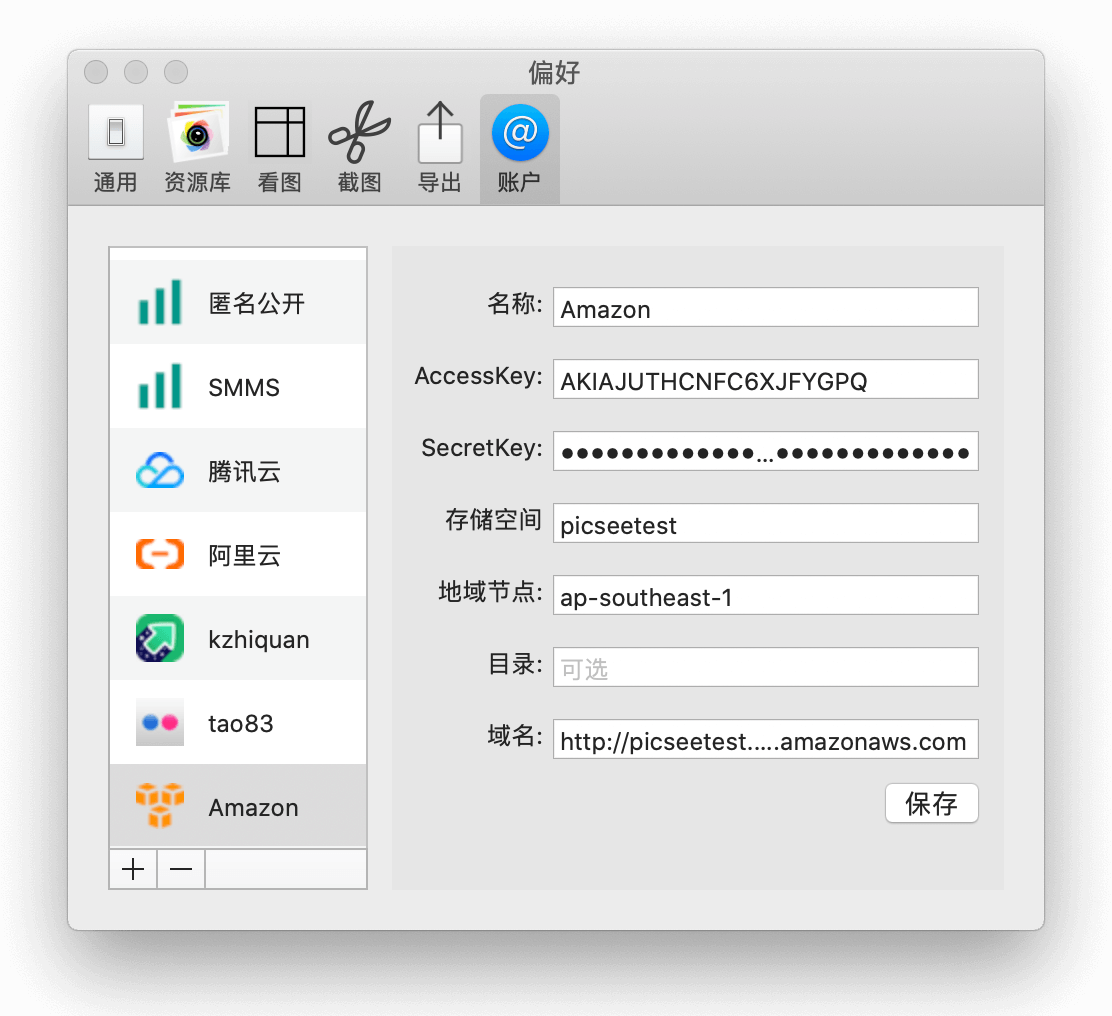 偏好
通用 资源库 看图 截图 导出 账户
匿名公开
SMMS
腾讯云
阿里云
kzhiquan
tao83
Amazon
名称: Amazon
AccessKey: AKIAJUTHCNFC6XJFYGPQ
SecretKey: ●●●●●●●●●●●●●...●●●●●●●●●●●●●
存储空间 picseetest
地域节点: ap-southeast-1
目录: 可选
域名: http://picseetest.....amazonaws.com
保存